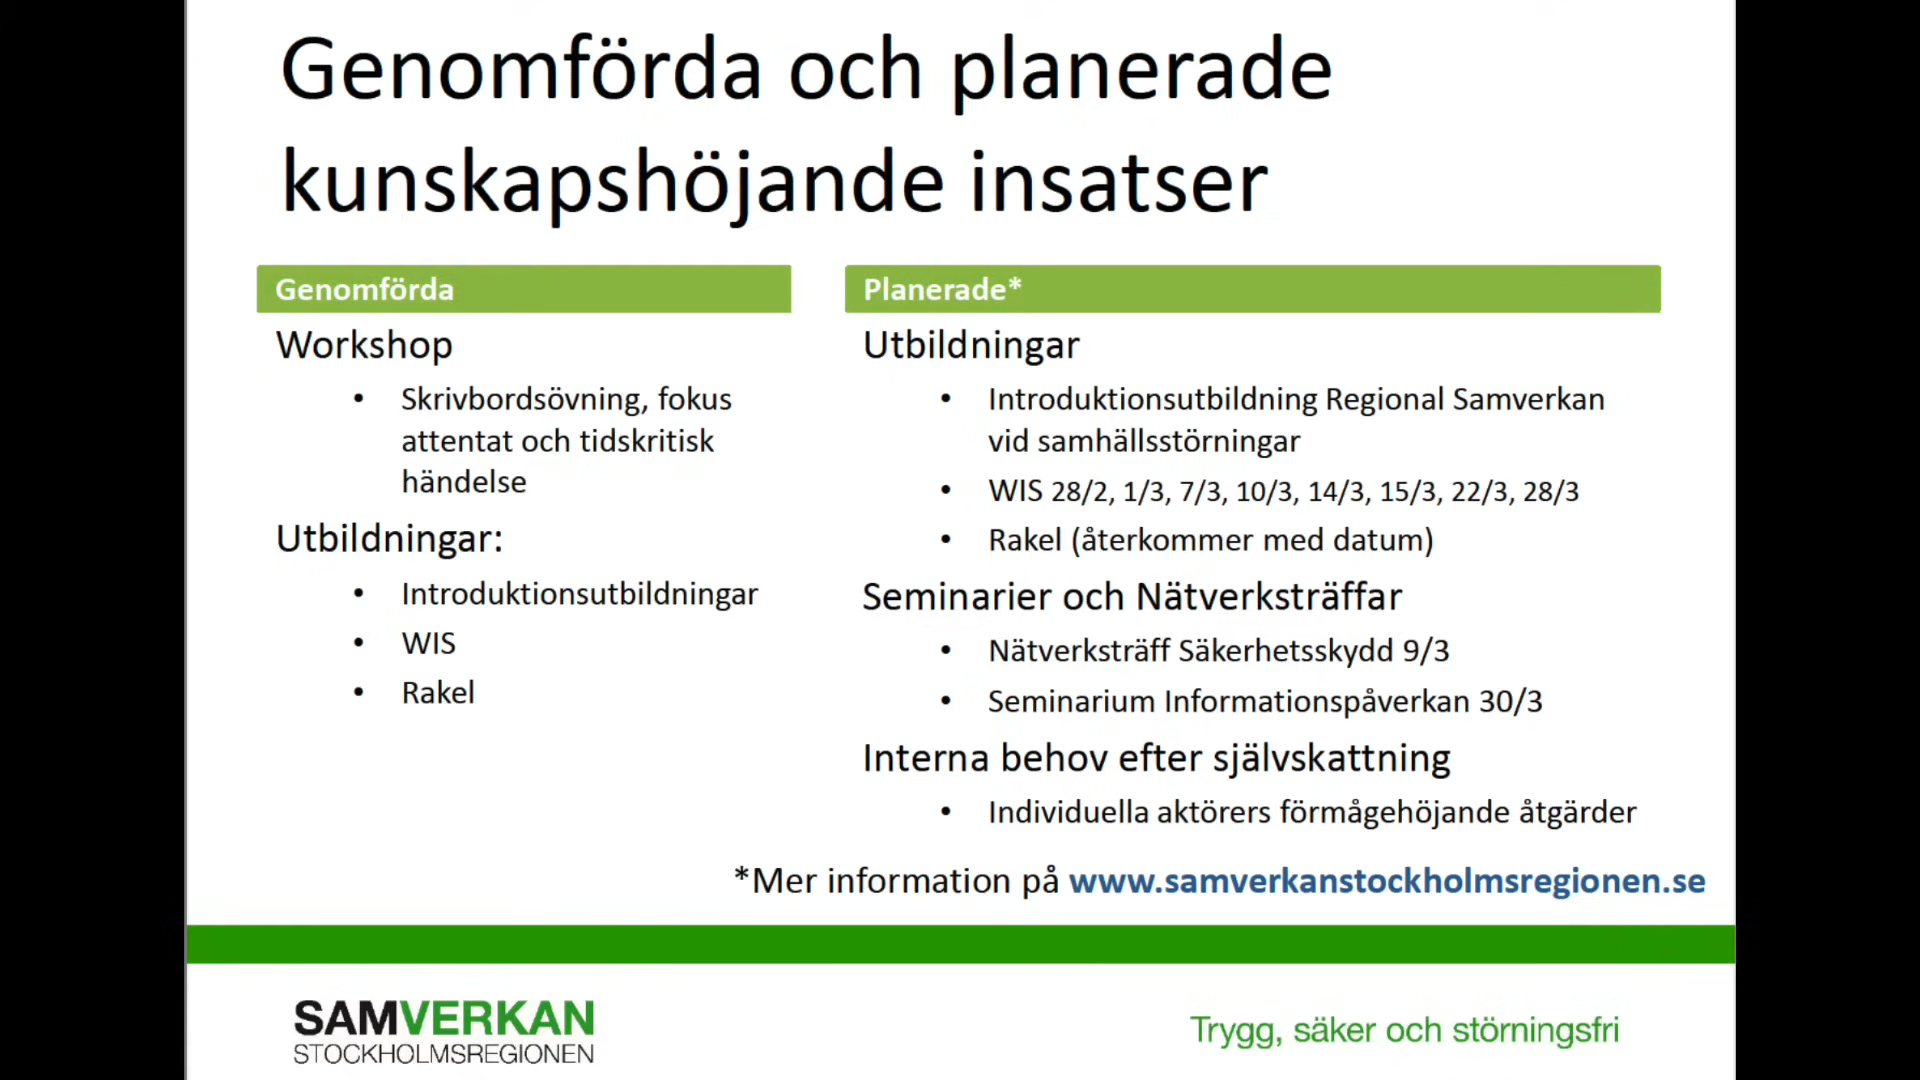 Genomförda och planerade
kunskapshöjande insatser
Genomförda
Workshop
• Skrivbordsövning, fokus
attentat och tidskritisk
händelse
Utbildningar:
• Introduktionsutbildningar
• WIS
• Rakel
Planerade*
Utbildningar
• Introduktionsutbildning Regional Samverkan
vid samhällsstörningar
• WIS 28/2, 1/3, 7/3, 10/3, 14/3, 15/3, 22/3, 28/3
• Rakel (återkommer med datum)
Seminarier och Nätverksträffar
• Nätverksträff Säkerhetsskydd 9/3
• Seminarium Informationspåverkan 30/3
Interna behov efter självskattning
• Individuella aktörers förmågehöjande åtgärder
*Mer information på www.samverkanstockholmsregionen.se
SAMVERKAN
STOCKHOLMSREGIONEN
Trygg, säker och störningsfri